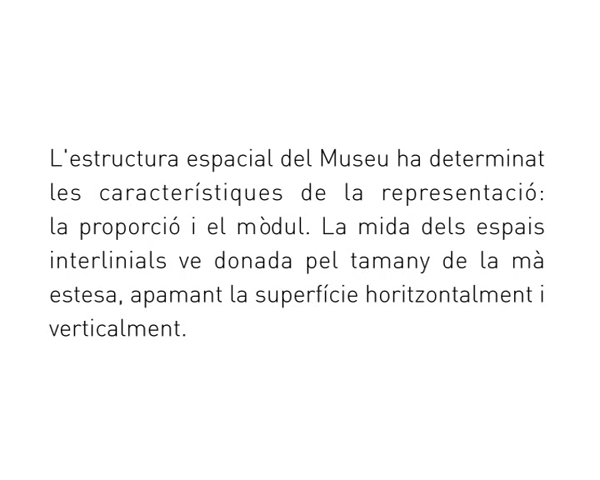 L'estructura espacial del Museu ha determinat
les característiques de la representació:
la proporció i el mòdul. La mida dels espais
interlinials ve donada pel tamany de la mà
estesa, apamant la superfície horitzontalment i
verticalment.